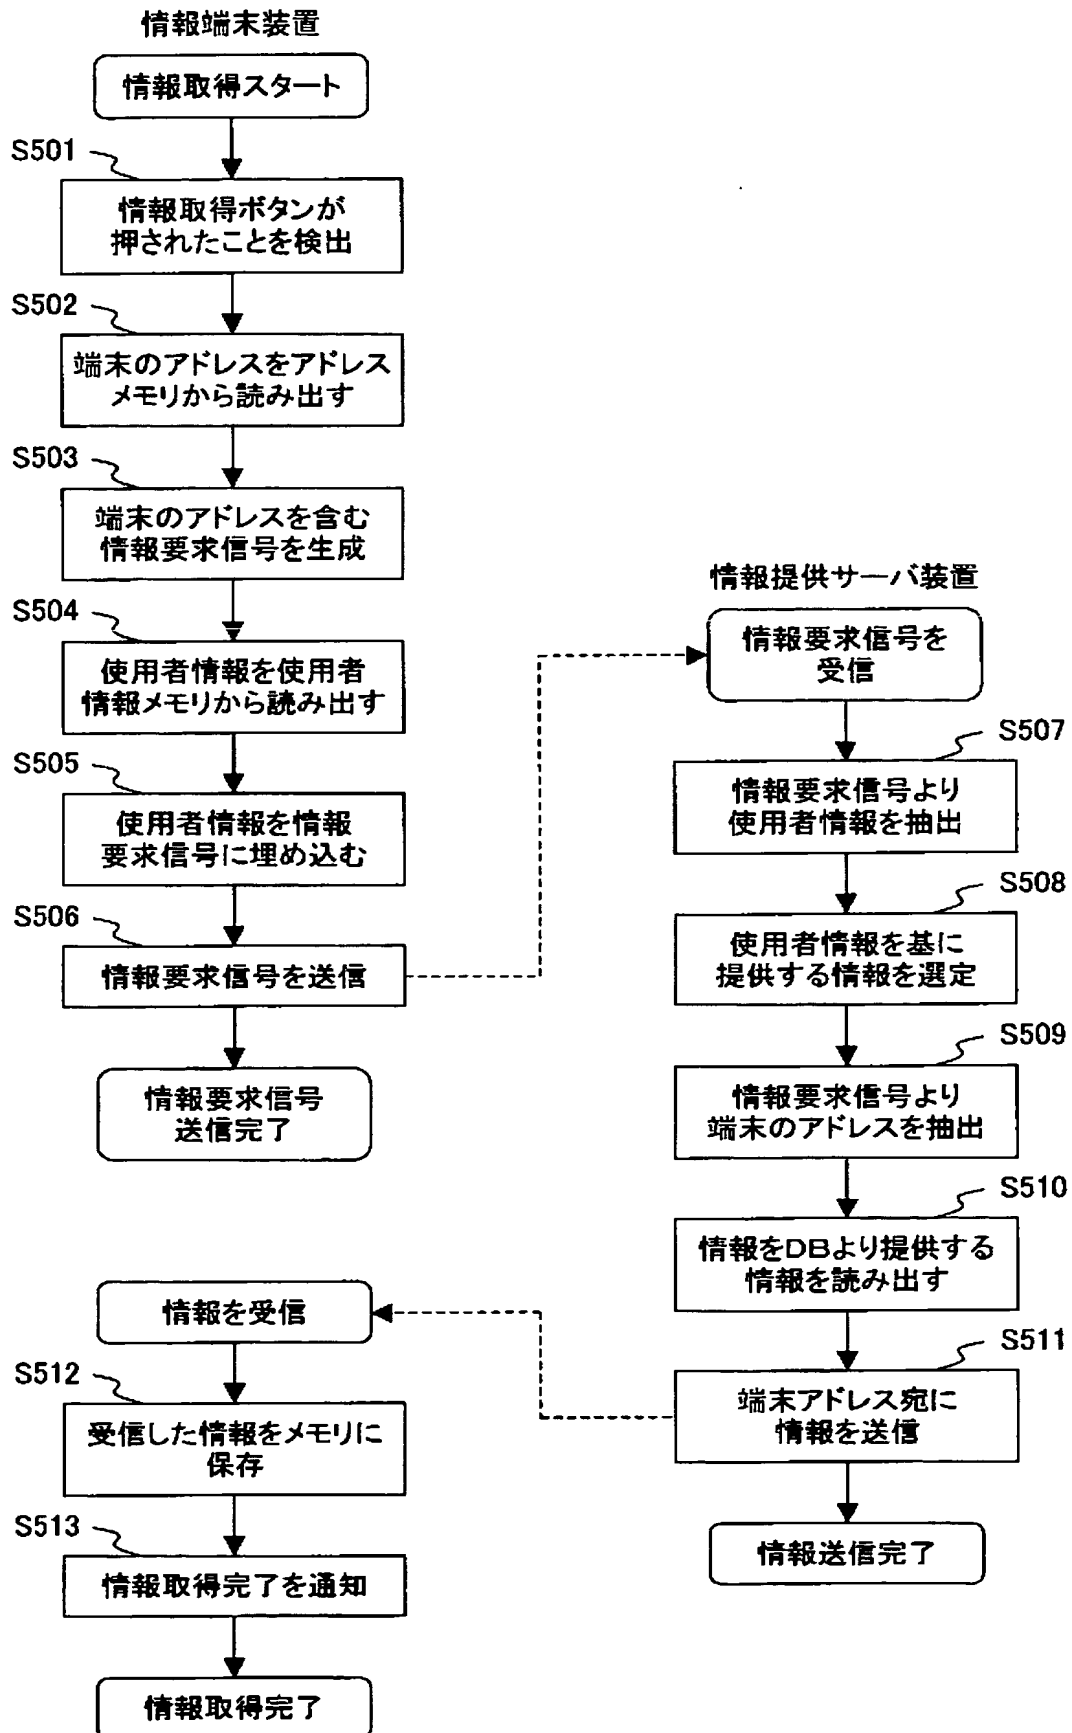 情報端末装置
情報取得スタート
S501
情報取得ボタンが
押されたことを検出
S502
端末のアドレスをアドレス
メモリから読み出す
S503
端末のアドレスを含む
情報要求信号を生成
S504
使用者情報を使用者
情報メモリから読み出す
S505
使用者情報を情報
要求信号に埋め込む
S506
情報要求信号を送信
情報要求信号
送信完了
情報提供サーバ装置
情報要求信号を
受信
S507
情報要求信号より
使用者情報を抽出
S508
使用者情報を基に
提供する情報を選定
S509
情報要求信号より
端末のアドレスを抽出
S510
情報をDBより提供する
情報を読み出す
S511
端末アドレス宛に
情報を送信
情報送信完了
情報を受信
S512
受信した情報をメモリに
保存
S513
情報取得完了を通知
情報取得完了